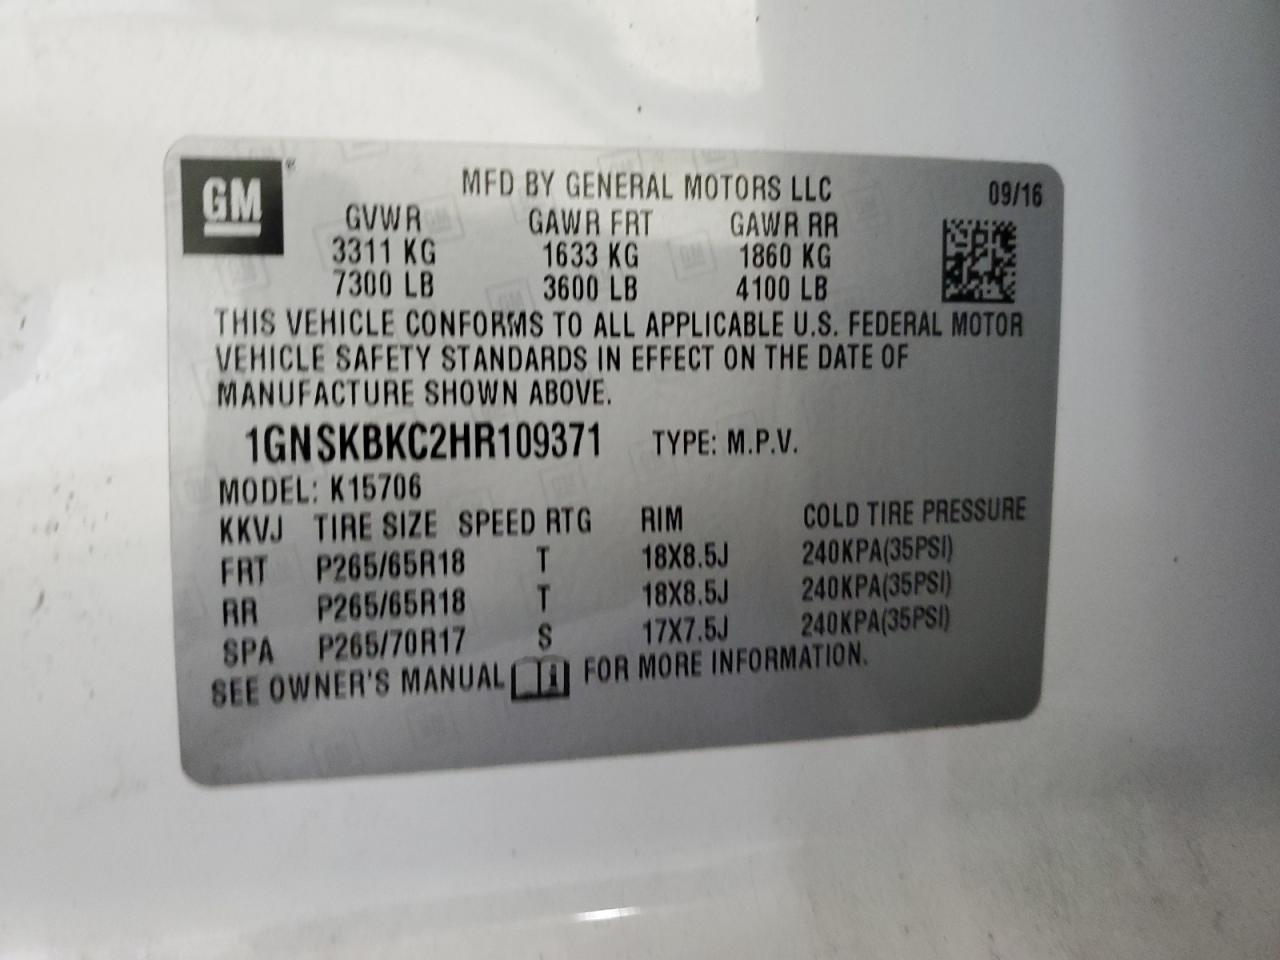 GM
MFD BY GENERAL MOTORS LLC 09/16
GVWR GAWR FRT GAWR RR
3311 KG 1633 KG 1860 KG
7300 LB 3600 LB 4100 LB
THIS VEHICLE CONFORMS TO ALL APPLICABLE U.S. FEDERAL MOTOR
VEHICLE SAFETY STANDARDS IN EFFECT ON THE DATE OF
MANUFACTURE SHOWN ABOVE.
1GNSKBKC2HR109371 TYPE: M.P.V.
MODEL: K15706
KKVJ TIRE SIZE SPEED RTG RIM COLD TIRE PRESSURE
FRT P265/65R18 T 18X8.5J 240KPA(35PSI)
RR P265/65R18 T 18X8.5J 240KPA(35PSI)
SPA P265/70R17 S 17X7.5J 240KPA(35PSI)
SEE OWNER'S MANUAL i FOR MORE INFORMATION.